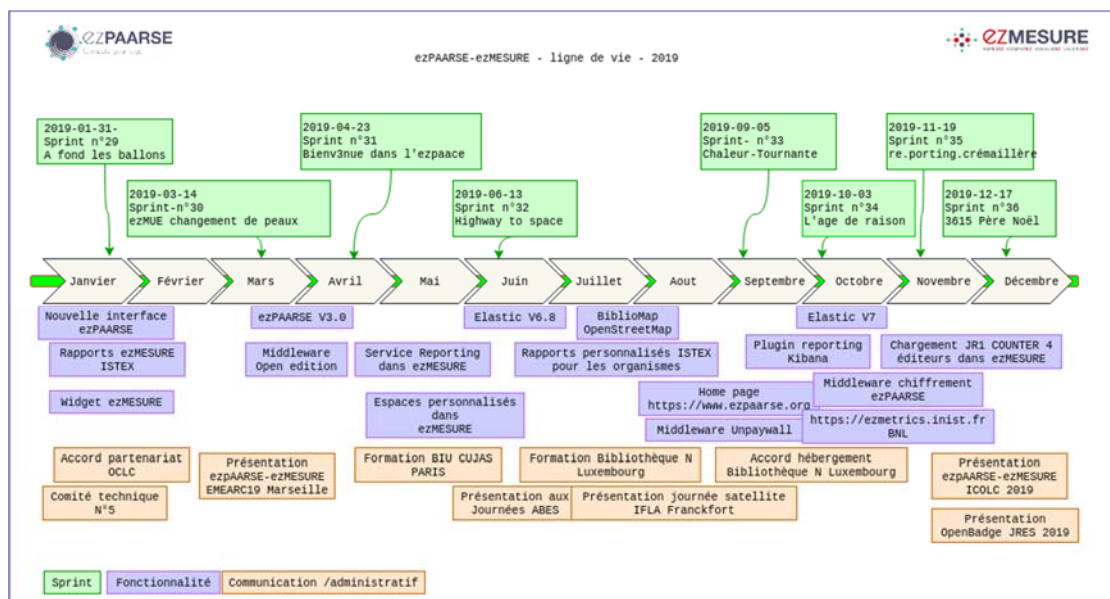 ezPAARSE
ezMESURE
ezPAARSE-ezMESURE - ligne de vie - 2019
2019-01-31-
Sprint n°29
A fond les ballons
2019-04-23
Sprint n°31
Bienv3nue dans l'ezpaace
2019-09-05
Sprint- n°33
Chaleur-Tournante
2019-11-19
Sprint n°35
re.porting.crémaillère
2019-03-14
Sprint-n°30
ezMUE changement de peaux
2019-06-13
Sprint n°32
Highway to space
2019-10-03
Sprint n°34
L'age de raison
2019-12-17
Sprint n°36
3615 Père Noël
Janvier
Février
Mars
Avril
Mai
Juin
Juillet
Aout
Septembre
Octobre
Novembre
Décembre
Nouvelle interface
ezPAARSE
ezPAARSE V3.0
Elastic V6.8
BiblioMap
OpenStreetMap
Elastic V7
Rapports ezMESURE
ISTEX
Middleware
Open edition
Service Reporting
dans ezMESURE
Rapports personnalisés ISTEX
pour les organismes
Plugin reporting
Kibana
Chargement JR1 COUNTER 4
éditeurs dans ezMESURE
Widget ezMESURE
Espaces personnalisés
dans
ezMESURE
Home page
https://www.ezpaarse.org
Middleware chiffrement
ezPAARSE
Middleware Unpaywall
https://ezmetrics.inist.fr
BNL
Accord partenariat
OCLC
Présentation
ezpAARSE-ezMESURE
EMEARC19 Marseille
Formation BIU CUJAS
PARIS
Formation Bibliothèque N
Luxembourg
Accord hébergement
Bibliothèque N Luxembourg
Présentation
ezpAARSE-ezMESURE
ICOLC 2019
Comité technique
N°5
Présentation aux
Journées ABES
Présentation journée satellite
IFLA Franckfort
Présentation
OpenBadge JRES 2019
Sprint
Fonctionnalité
Communication /administratif